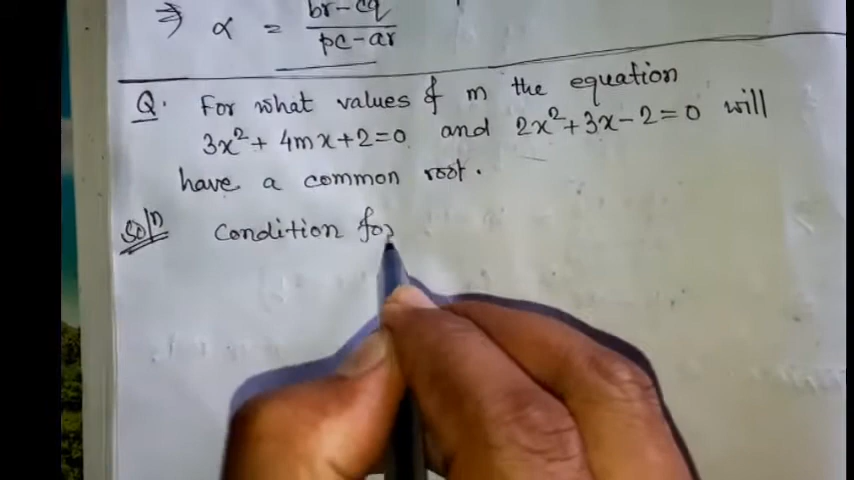 ⇒ α = br-cq / pc-ar
Q. For what values of m the equation
3x²+ 4mx+2=0 and 2x²+3x-2=0 will
have a common root.
Soln Condition for